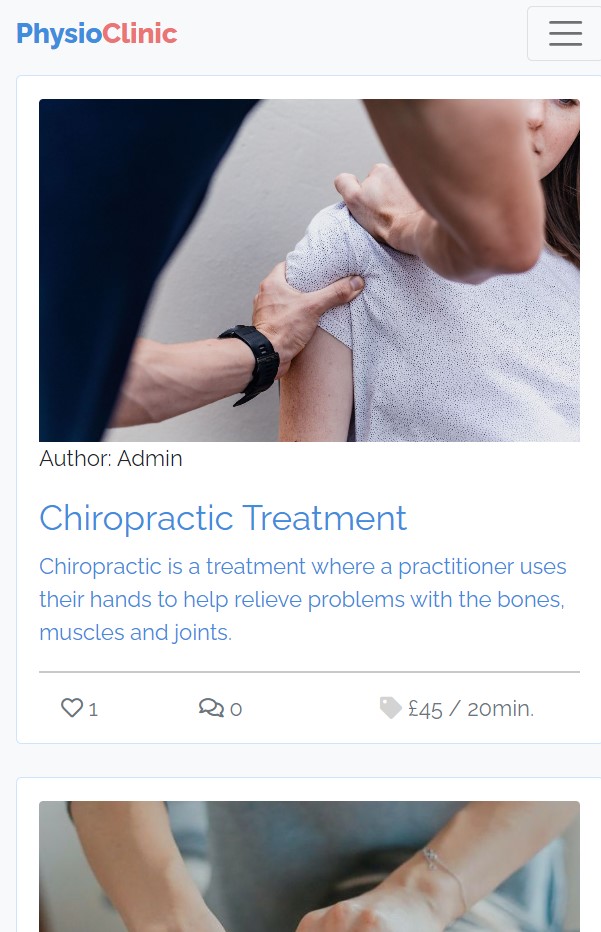 PhysioClinic
Author: Admin
Chiropractic Treatment
Chiropractic is a treatment where a practitioner uses
their hands to help relieve problems with the bones,
muscles and joints.
1 0 £45 / 20min.